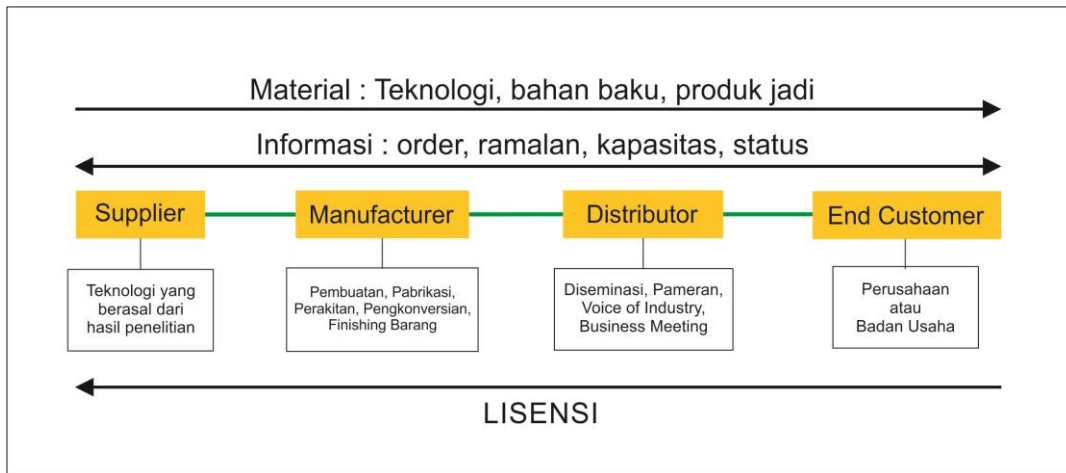 Material : Teknologi, bahan baku, produk jadi
Informasi : order, ramalan, kapasitas, status
Supplier
Manufacturer
Distributor
End Customer
Teknologi yang
berasal dari
hasil penelitian
Pembuatan, Pabrikasi,
Perakitan, Pengkonversian,
Finishing Barang
Diseminasi, Pameran,
Voice of Industry,
Business Meeting
Perusahaan
atau
Badan Usaha
LISENSI